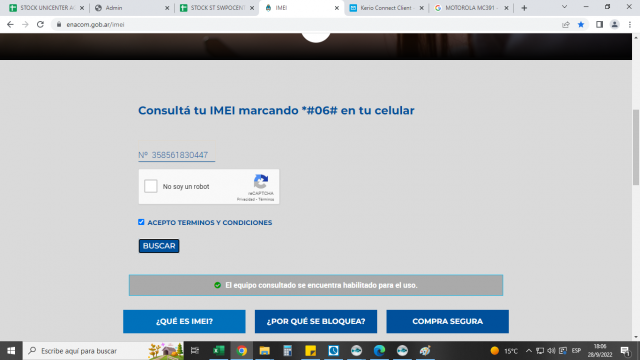 STOCK UNICENTER A
Admin
STOCK ST SWPOCENT
IMEI
Kerio Connect Client
MOTOROLA MC391 -
enacom.gob.ar/imei
Consultá tu IMEI marcando *#06# en tu celular
Nº 358561830447
No soy un robot
reCAPTCHA
Privacidad - Términos
ACEPTO TERMINOS Y CONDICIONES
BUSCAR
El equipo consultado se encuentra habilitado para el uso.
¿QUÉ ES IMEI?
¿POR QUÉ SE BLOQUEA?
COMPRA SEGURA
Escribe aquí para buscar
15°C
ESP
18:06
28/9/2022